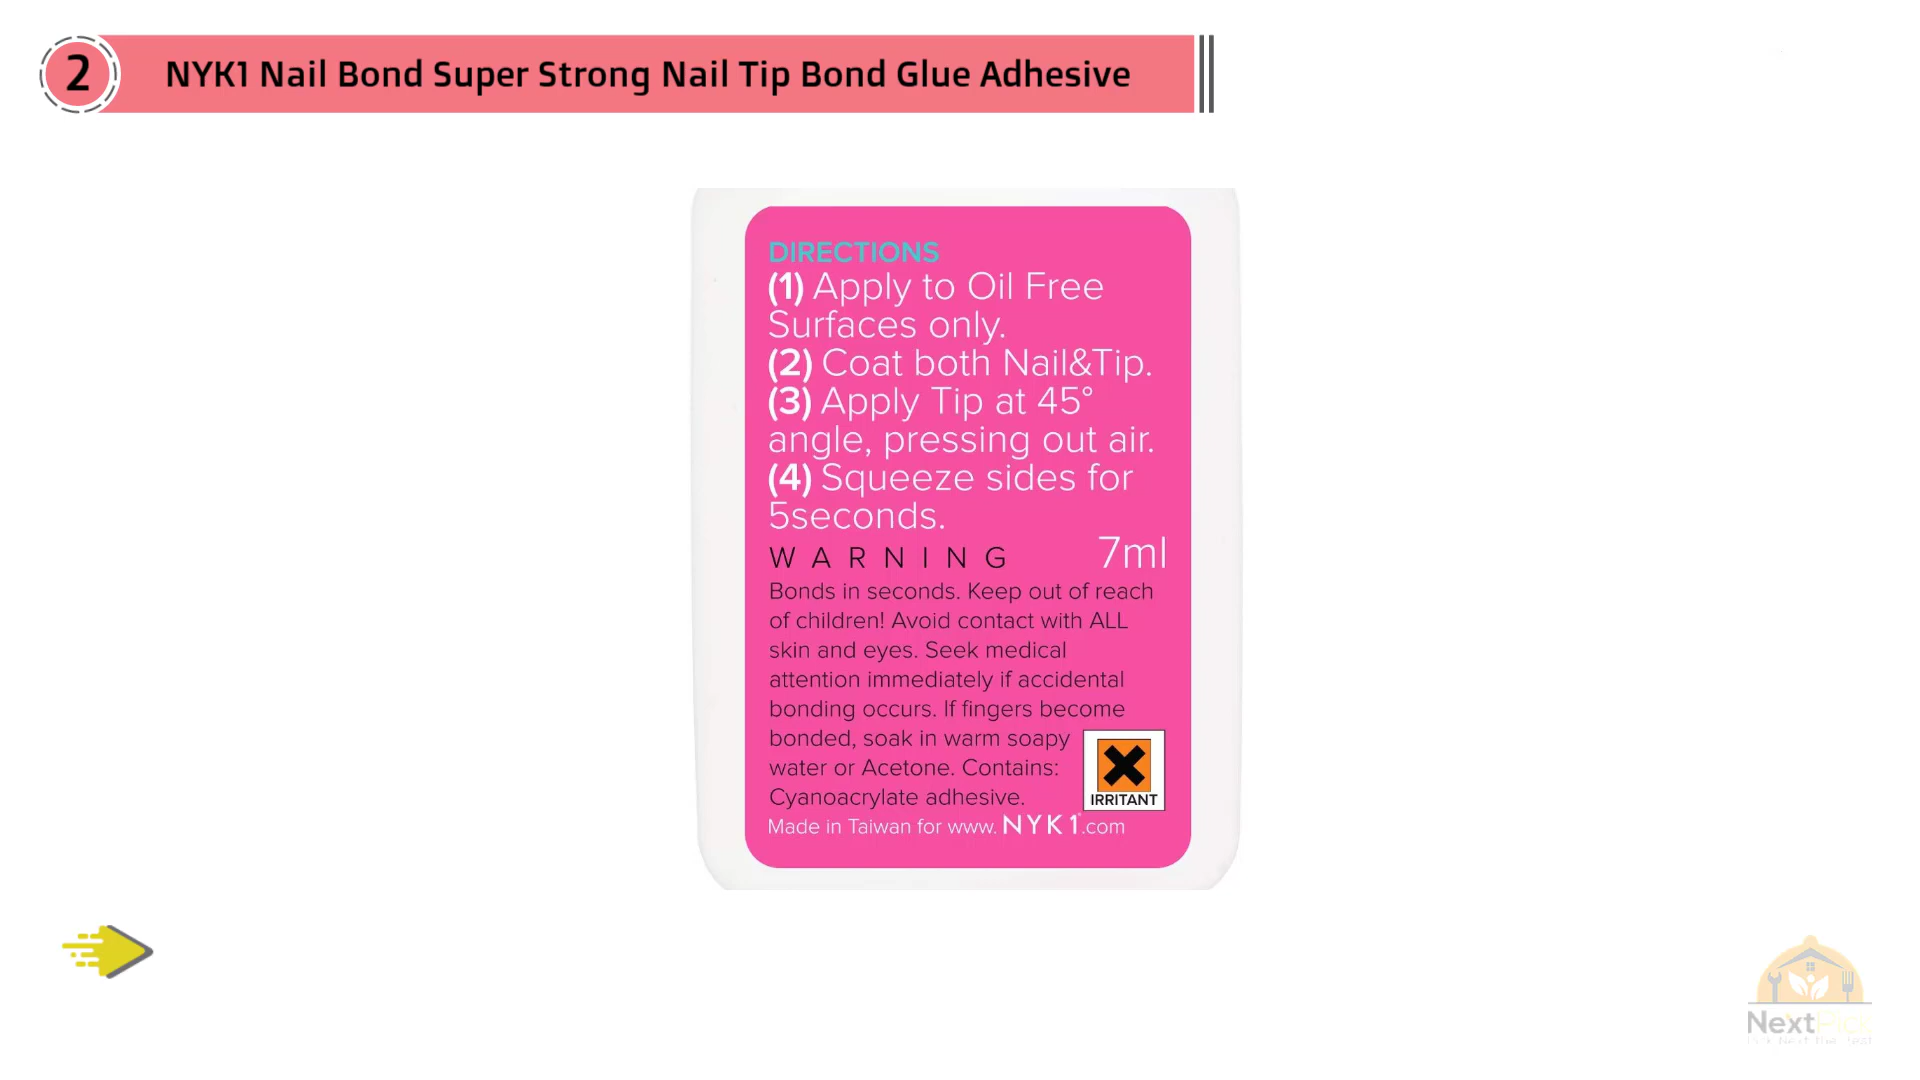 2
NYK1 Nail Bond Super Strong Nail Tip Bond Glue Adhesive
DIRECTIONS
(1) Apply to Oil Free
Surfaces only.
(2) Coat both Nail&Tip.
(3) Apply Tip at 45°
angle, pressing out air.
(4) Squeeze sides for
5seconds.
WARNING 7ml
Bonds in seconds. Keep out of reach
of children! Avoid contact with ALL
skin and eyes. Seek medical
attention immediately if accidental
bonding occurs. If fingers become
bonded, soak in warm soapy
water or Acetone. Contains:
Cyanoacrylate adhesive.
IRRITANT
Made in Taiwan for www.NYK1.com
NextPick